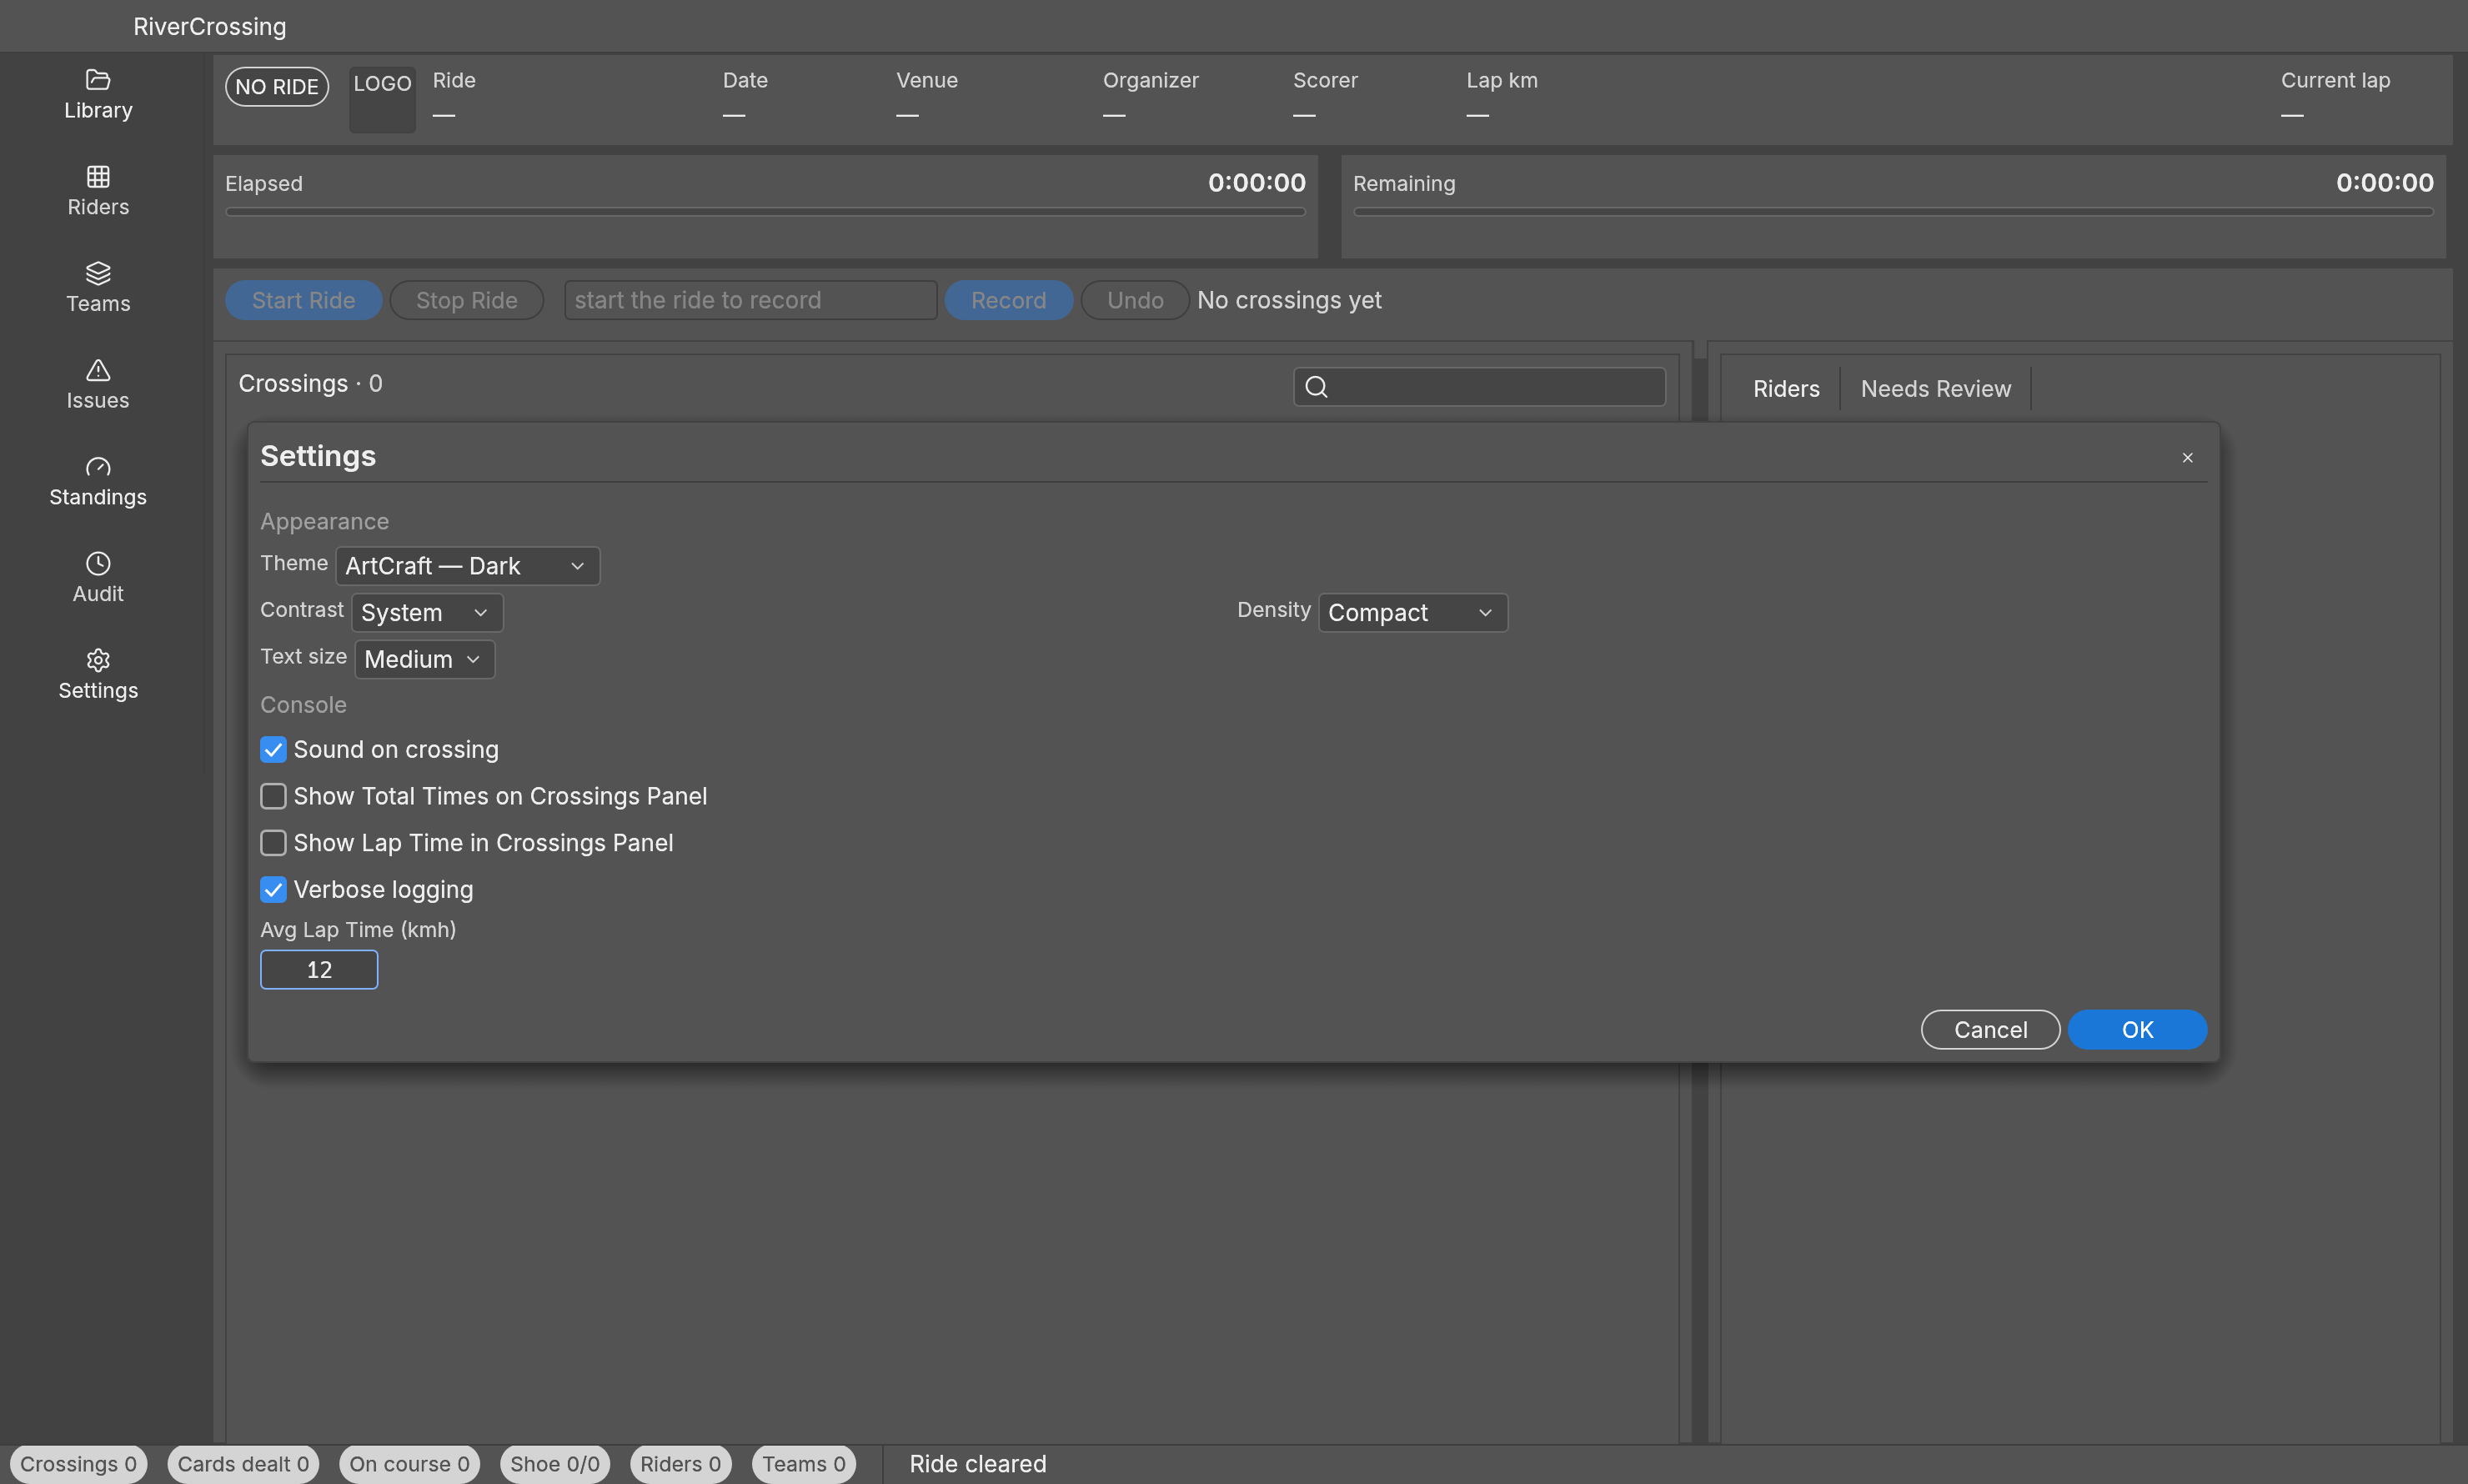 RiverCrossing
Library
Riders
Teams
Issues
Standings
Audit
Settings
NO RIDE
LOGO
Ride
—
Date
—
Venue
—
Organizer
—
Scorer
—
Lap km
—
Current lap
—
Elapsed 0:00:00
Remaining 0:00:00
Start Ride Stop Ride start the ride to record Record Undo No crossings yet
Crossings · 0
Riders Needs Review
Settings
Appearance
Theme ArtCraft — Dark
Contrast System Density Compact
Text size Medium
Console
Sound on crossing
Show Total Times on Crossings Panel
Show Lap Time in Crossings Panel
Verbose logging
Avg Lap Time (kmh)
12
Cancel OK
Crossings 0 Cards dealt 0 On course 0 Shoe 0/0 Riders 0 Teams 0 Ride cleared